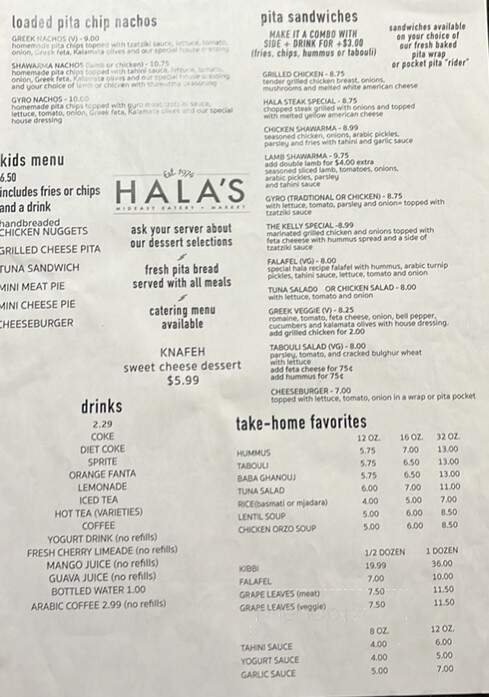 loaded pita chip nachos
GREEK NACHOS (V) - 9.00
homemade pita chips topped with tzatziki sauce, lettuce, tomato,
onion, Greek feta, Kalamata olives and our special house dressing
SHAWARMA NACHOS (lamb or chicken) - 10.75
homemade pita chips topped with tahini sauce, lettuce, tomato,
onion, Greek feta, Kalamata olives and our special house dressing
and your choice of lamb or chicken with shawarma seasoning
GYRO NACHOS - 10.00
homemade pita chips topped with gyro meat, tzatziki sauce,
lettuce, tomato, onion, Greek feta, Kalamata olives and our special
house dressing
kids menu
6.50
includes fries or chips
and a drink
handbreaded
CHICKEN NUGGETS
GRILLED CHEESE PITA
TUNA SANDWICH
MINI MEAT PIE
MINI CHEESE PIE
CHEESEBURGER
Est. 1976
HALA'S
MIDEAST EATERY + MARKET
ask your server about
our dessert selections
fresh pita bread
served with all meals
catering menu
available
KNAFEH
sweet cheese dessert
$5.99
drinks
2.29
COKE
DIET COKE
SPRITE
ORANGE FANTA
LEMONADE
ICED TEA
HOT TEA (VARIETIES)
COFFEE
YOGURT DRINK (no refills)
FRESH CHERRY LIMEADE (no refills)
MANGO JUICE (no refills)
GUAVA JUICE (no refills)
BOTTLED WATER 1.00
ARABIC COFFEE 2.99 (no refills)
pita sandwiches
MAKE IT A COMBO WITH
SIDE + DRINK FOR +$3.00
(fries, chips, hummus or tabouli)
sandwiches available
on your choice of
our fresh baked
pita wrap
or pocket pita "rider"
GRILLED CHICKEN - 8.75
tender grilled chicken breast, onions,
mushrooms and melted white american cheese
HALA STEAK SPECIAL - 8.75
chopped steak grilled with onions and topped
with melted yellow american cheese
CHICKEN SHAWARMA - 8.99
seasoned chicken, onions, arabic pickles,
parsley and fries with tahini and garlic sauce
LAMB SHAWARMA - 9.75
add double lamb for $4.00 extra
seasoned sliced lamb, tomatoes, onions,
arabic pickles, parsley
and tahini sauce
GYRO (TRADITIONAL OR CHICKEN) - 8.75
with lettuce, tomato, parsley and onion= topped with
tzatziki sauce
THE KELLY SPECIAL -8.99
marinated grilled chicken and onions topped with
feta cheese with hummus spread and a side of
tzatziki sauce
FALAFEL (VG) - 8.00
special hala recipe falafel with hummus, arabic turnip
pickles, tahini sauce, lettuce, tomato and onion
TUNA SALADO OR CHICKEN SALAD - 8.00
with lettuce, tomato and onion
GREEK VEGGIE (V) - 8.25
romaine, tomato, feta cheese, onion, bell pepper,
cucumbers and kalamata olives with house dressing,
add grilled chicken for 2.00
TABOULI SALAD (VG) - 8.00
parsley, tomato, and cracked bulghur wheat
with lettuce
add feta cheese for 75¢
add hummus for 75¢
CHEESEBURGER - 7.00
topped with lettuce, tomato, onion in a wrap or pita pocket
take-home favorites
12 OZ. 16 OZ. 32 OZ.
HUMMUS 5.75 7.00 13.00
TABOULI 5.75 6.50 13.00
BABA GHANOUJ 5.75 6.50 13.00
TUNA SALAD 6.00 7.00 11.00
RICE(basmati or mjadara) 4.00 5.00 7.00
LENTIL SOUP 5.00 6.00 8.50
CHICKEN ORZO SOUP 5.00 6.00 8.50
1/2 DOZEN 1 DOZEN
KIBBI 19.99 36.00
FALAFEL 7.00 10.00
GRAPE LEAVES (meat) 7.50 11.50
GRAPE LEAVES (veggie) 7.50 11.50
8 OZ. 12 OZ.
TAHINI SAUCE 4.00 6.00
YOGURT SAUCE 4.00 5.00
GARLIC SAUCE 5.00 7.00